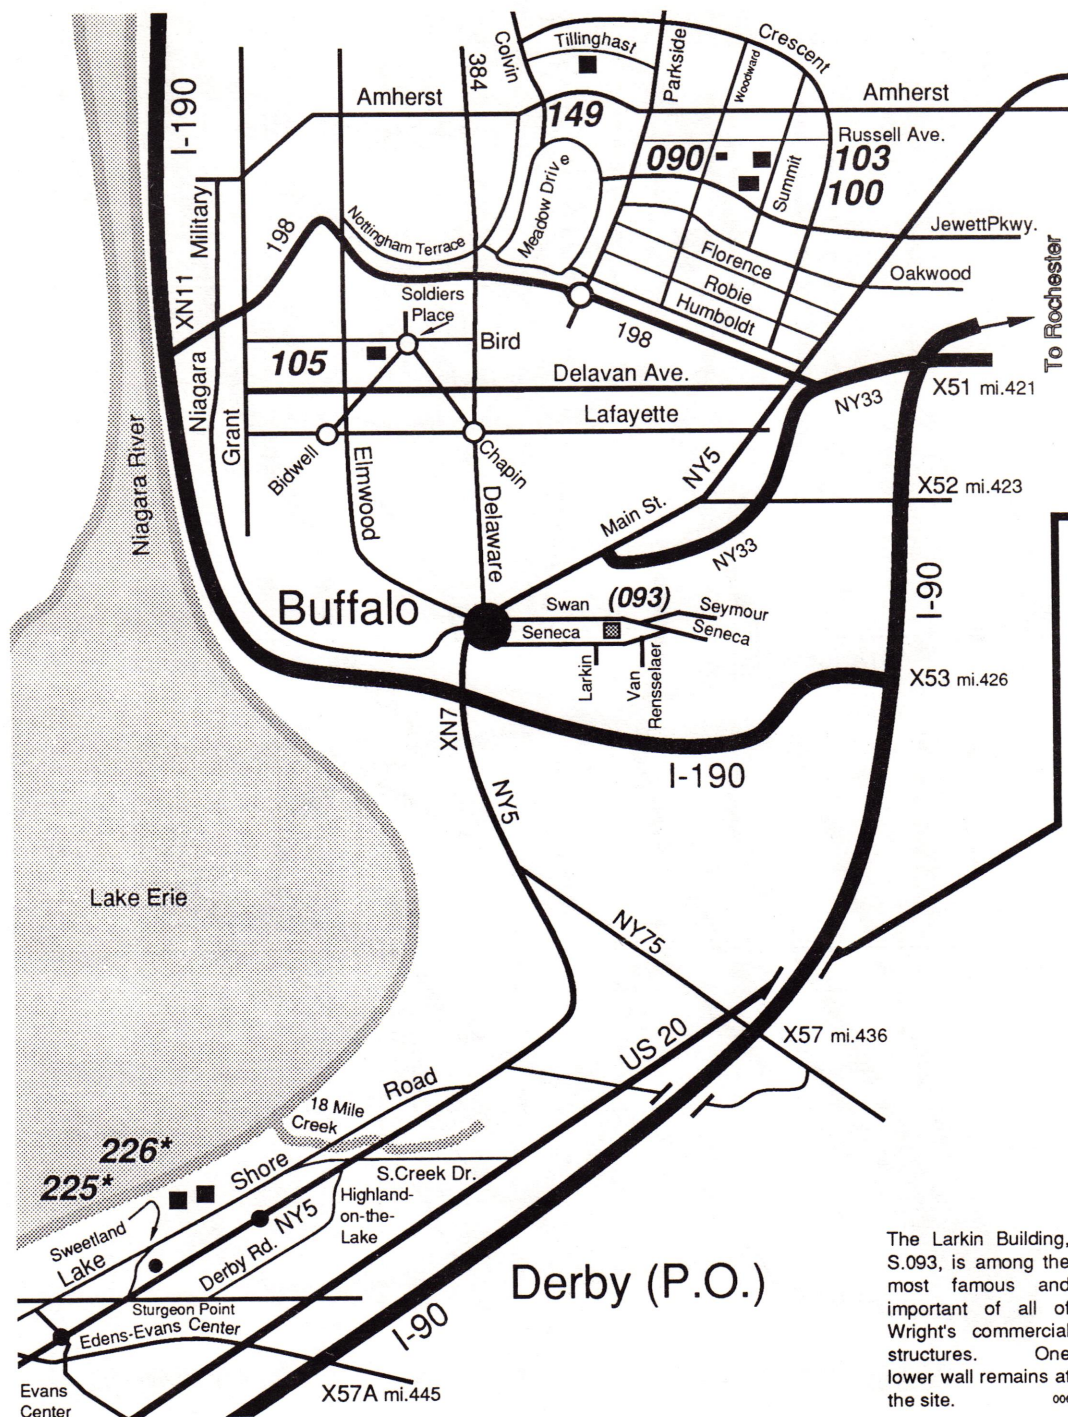 Crescent
Tillinghast
Colvin
384
Parkside
Woodward
I-190
Amherst
Amherst
149
Russell Ave.
090
103
100
Summit
Meadow Drive
Military
198
Nottingham Terrace
JewettPkwy.
Florence
Oakwood
To Rochester
XN11
Soldiers
Place
Robie
Humboldt
198
Bird
105
Delavan Ave.
NY33
X51 mi.421
Niagara
Grant
Lafayette
Niagara River
Bidwell
Elmwood
Chapin
Delaware
NY5
X52 mi.423
Main St.
NY33
I-90
Buffalo
Swan
(093)
Seymour
Seneca
Seneca
Larkin
Van
Rensselaer
X53 mi.426
XN7
I-190
NY5
Lake Erie
NY75
US 20
X57 mi.436
Road
18 Mile
Creek
226*
225*
Shore
S.Creek Dr.
Highland-
on-the-
Lake
NY5
Sweetland
Lake
Derby Rd.
Derby (P.O.)
Sturgeon Point
Edens-Evans Center
I-90
X57A mi.445
Evans
Center
The Larkin Building,
S.093, is among the
most famous and
important of all of
Wright's commercial
structures. One
lower wall remains at
the site.